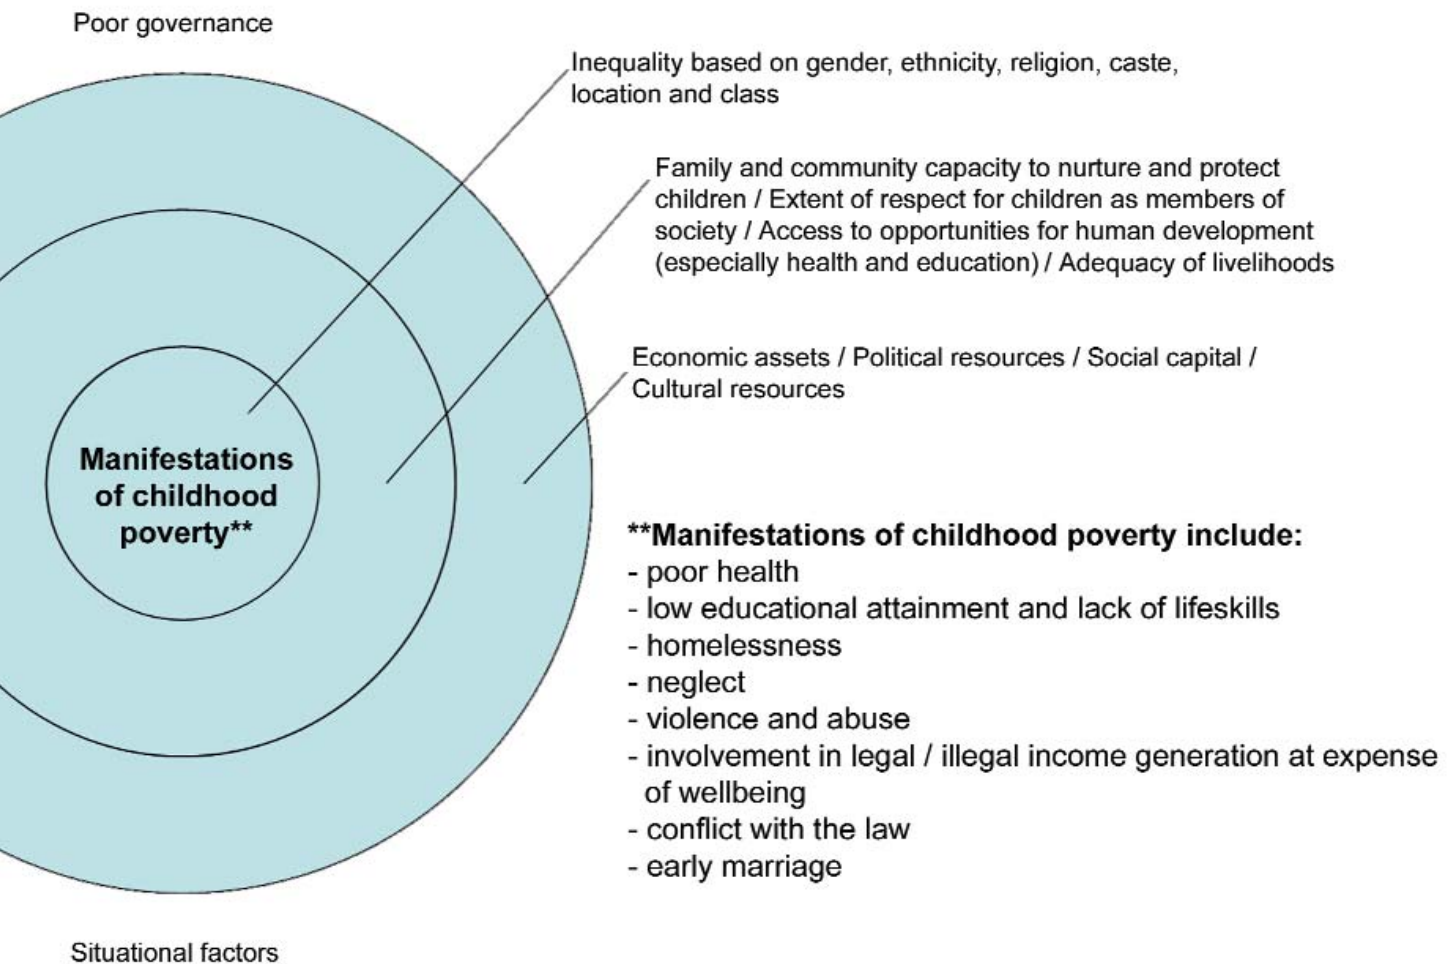 Poor governance
Inequality based on gender, ethnicity, religion, caste,
location and class
Family and community capacity to nurture and protect
children / Extent of respect for children as members of
society / Access to opportunities for human development
(especially health and education) / Adequacy of livelihoods
Economic assets / Political resources / Social capital /
Cultural resources
Manifestations
of childhood
poverty**
**Manifestations of childhood poverty include:
- poor health
- low educational attainment and lack of lifeskills
- homelessness
- neglect
- violence and abuse
- involvement in legal / illegal income generation at expense
of wellbeing
- conflict with the law
- early marriage
Situational factors